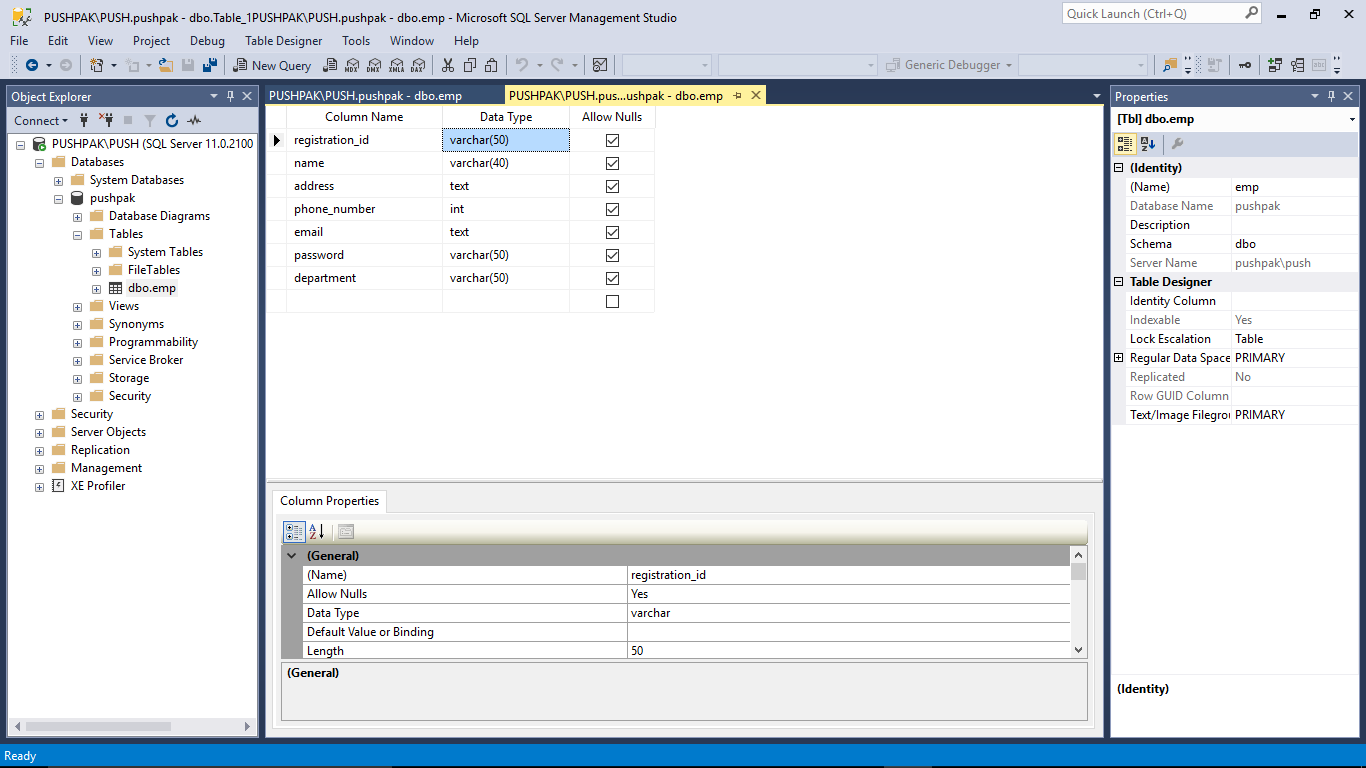 PUSHPAK\PUSH.pushpak - dbo.Table_1PUSHPAK\PUSH.pushpak - dbo.emp - Microsoft SQL Server Management Studio
Quick Launch (Ctrl+Q)
File Edit View Project Debug Table Designer Tools Window Help
New Query MDX DMX XMLA DAX Generic Debugger
Object Explorer
Connect
PUSHPAK\PUSH (SQL Server 11.0.2100
Databases
System Databases
pushpak
Database Diagrams
Tables
System Tables
FileTables
dbo.emp
Views
Synonyms
Programmability
Service Broker
Storage
Security
Security
Server Objects
Replication
Management
XE Profiler
PUSHPAK\PUSH.pushpak - dbo.emp PUSHPAK\PUSH.pus...ushpak - dbo.emp
Column Name Data Type Allow Nulls
registration_id varchar(50)
name varchar(40)
address text
phone_number int
email text
password varchar(50)
department varchar(50)
Column Properties
(General)
(Name) registration_id
Allow Nulls Yes
Data Type varchar
Default Value or Binding
Length 50
(General)
Properties
[Tbl] dbo.emp
(Identity)
(Name) emp
Database Name pushpak
Description
Schema dbo
Server Name pushpak\push
Table Designer
Identity Column
Indexable Yes
Lock Escalation Table
Regular Data Space PRIMARY
Replicated No
Row GUID Column
Text/Image Filegrou PRIMARY
(Identity)
Ready